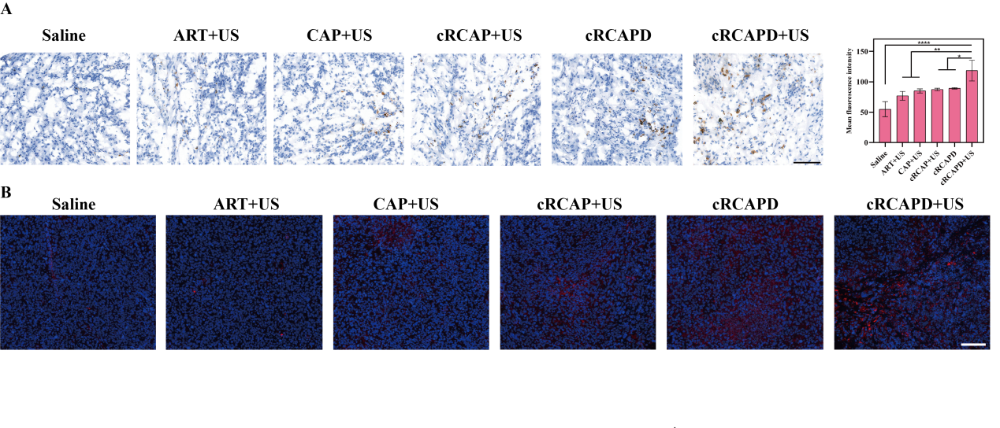 A
Saline ART+US CAP+US cRCAP+US cRCAPD cRCAPD+US
Mean fluorescence intensity
150
100
50
0
****
**
*
Saline
ART+US
CAP+US
cRCAP+US
cRCAPD
cRCAPD+US
B
Saline ART+US CAP+US cRCAP+US cRCAPD cRCAPD+US